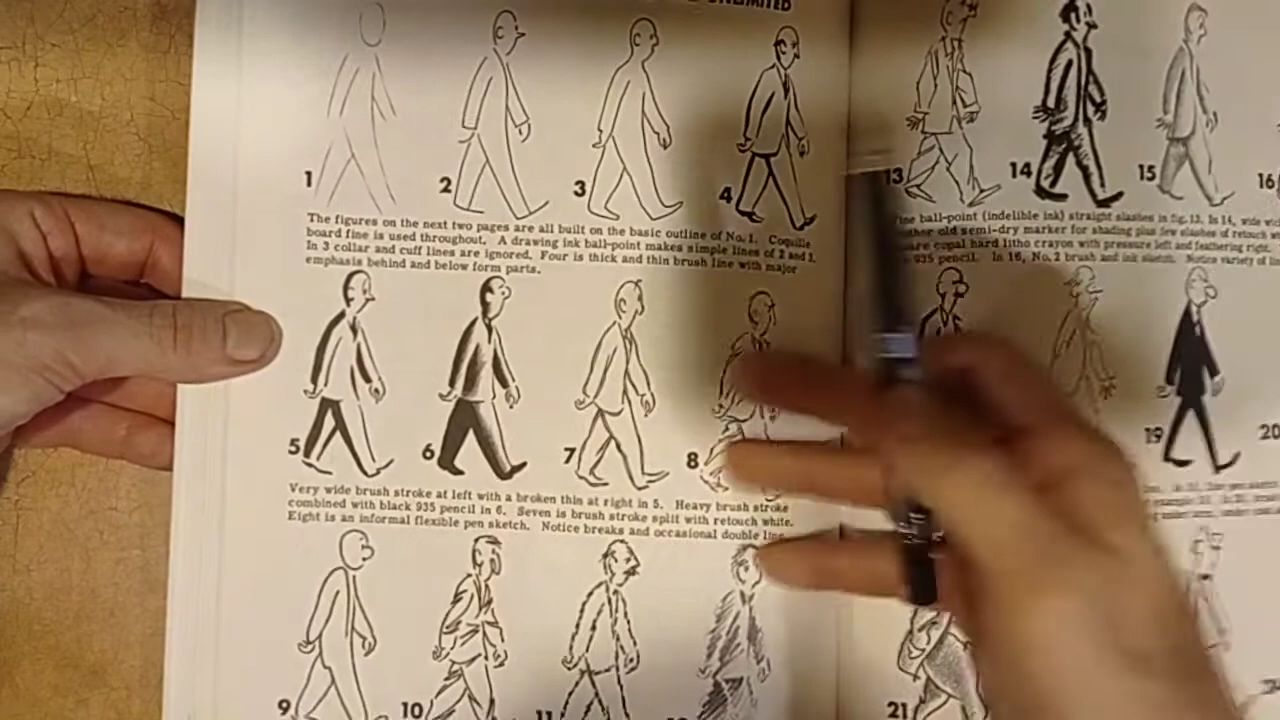 UNLIMITED
1
2
3
4
The figures on the next two pages are all built on the basic outline of No. 1. Coquille
board fine is used throughout. A drawing ink ball-point makes simple lines of 2 and 3.
In 3 collar and cuff lines are ignored. Four is thick and thin brush line with major
emphasis behind and below form parts.
5
6
7
8
Very wide brush stroke at left with a broken thin at right in 5. Heavy brush stroke
combined with black 935 pencil in 6. Seven is brush stroke split with retouch white.
Eight is an informal flexible pen sketch. Notice breaks and occasional double line.
9
10
11
13
14
15
16
ball-point (indelible ink) straight slashes in fig. 13. In 14, wide
other old semi-dry marker for shading plus few slashes of retouch
are copal hard litho crayon with pressure left and feathering right.
935 pencil. In 16, No. 2 brush and ink sketch. Notice variety of
19
20
21